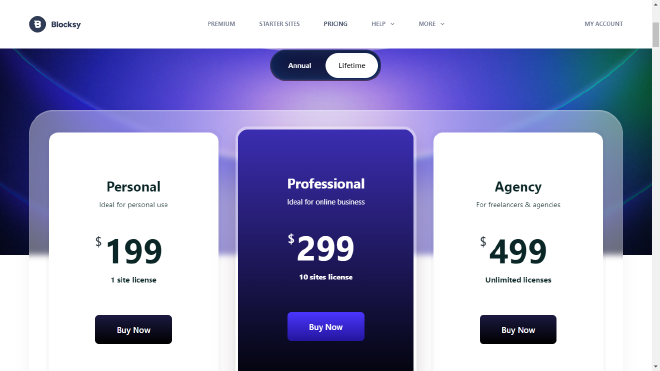 Blocksy
PREMIUM STARTER SITES PRICING HELP MORE MY ACCOUNT
Annual Lifetime
Personal
Ideal for personal use
$199
1 site license
Buy Now
Professional
Ideal for online business
$299
10 sites license
Buy Now
Agency
For freelancers & agencies
$499
Unlimited licenses
Buy Now